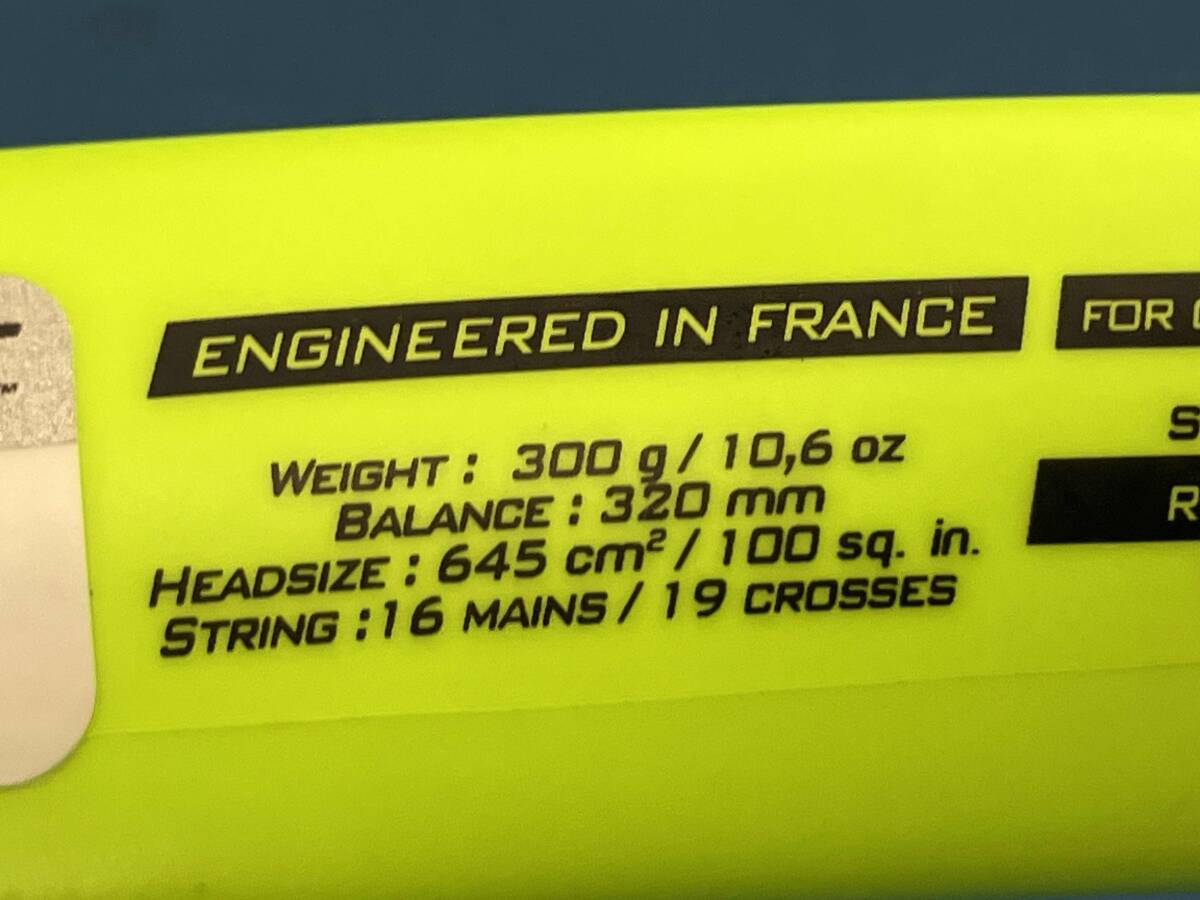 ENGINEERED IN FRANCE
FOR
WEIGHT : 300 g / 10,6 oz
BALANCE : 320 mm
HEADSIZE : 645 cm² / 100 sq. in.
STRING :16 MAINS / 19 CROSSES